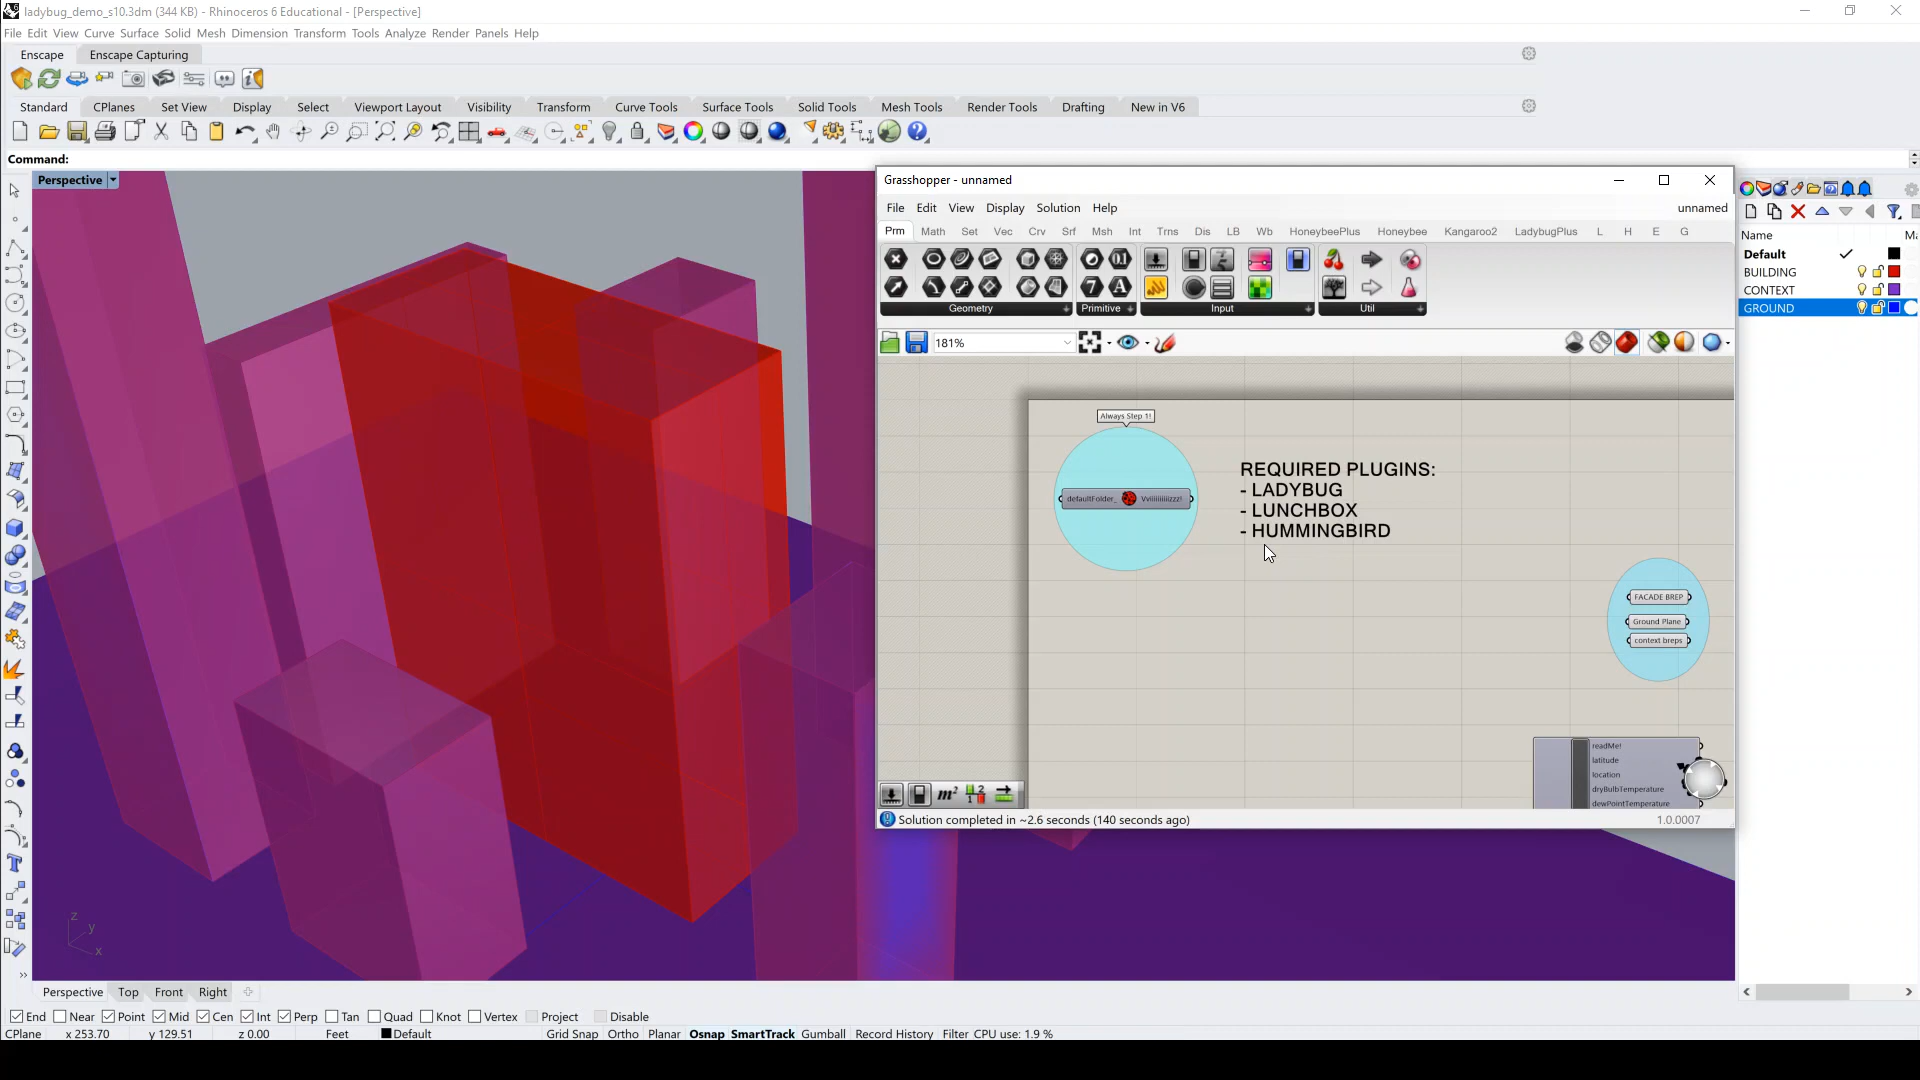 ladybug_demo_s10.3dm (344 KB) - Rhinoceros 6 Educational - [Perspective]
File Edit View Curve Surface Solid Mesh Dimension Transform Tools Analyze Render Panels Help
Enscape Enscape Capturing
Standard CPlanes Set View Display Select Viewport Layout Visibility Transform Curve Tools Surface Tools Solid Tools Mesh Tools Render Tools Drafting New in V6
Command:
Perspective
Grasshopper - unnamed
File Edit View Display Solution Help
unnamed
Prm Math Set Vec Crv Srf Msh Int Trns Dis LB Wb HoneybeePlus Honeybee Kangaroo2 LadybugPlus L H E G
Geometry Primitive Input Util
181%
Always Step 1!
defaultFolder_
REQUIRED PLUGINS:
- LADYBUG
- LUNCHBOX
- HUMMINGBIRD
FACADE BREP
Ground Plane
context breps
readMe!
latitude
location
dryBulbTemperature
dewPointTemperature
m²
Solution completed in ~2.6 seconds (140 seconds ago)
1.0.0007
Name
Default
BUILDING
CONTEXT
GROUND
z
y
x
Perspective Top Front Right
End Near Point Mid Cen Int Perp Tan Quad Knot Vertex Project Disable
CPlane x 253.70 y 129.51 z 0.00 Feet Default Grid Snap Ortho Planar Osnap SmartTrack Gumball Record History Filter CPU use: 1.9 %